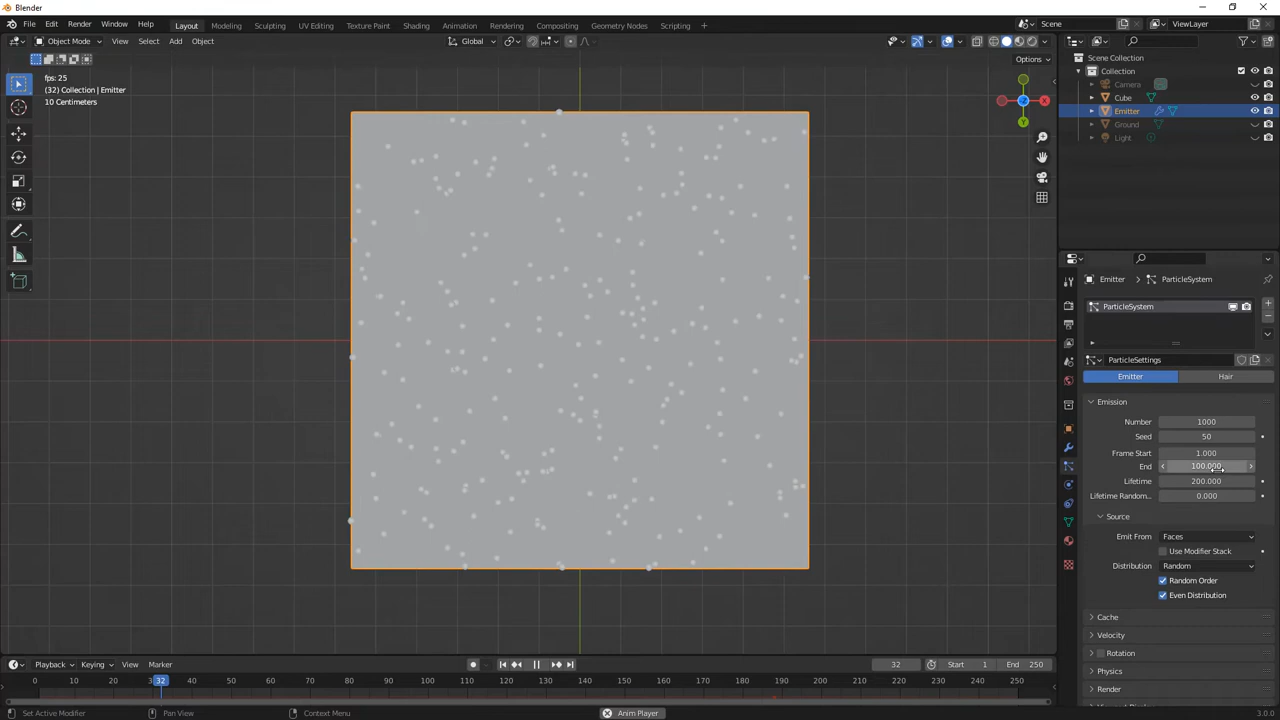 Blender
File Edit Render Window Help Layout Modeling Sculpting UV Editing Texture Paint Shading Animation Rendering Compositing Geometry Nodes Scripting + Scene ViewLayer
Object Mode View Select Add Object Global
Options
fps: 25
(32) Collection | Emitter
10 Centimeters
X
Y
Scene Collection
Collection
Camera
Cube
Emitter
Ground
Light
Emitter > ParticleSystem
ParticleSystem
ParticleSettings
Emitter Hair
Emission
Number 1000
Seed 50
Frame Start 1.000
End 100.000
Lifetime 200.000
Lifetime Random... 0.000
Source
Emit From Faces
Use Modifier Stack
Distribution Random
Random Order
Even Distribution
Cache
Velocity
Rotation
Physics
Render
Playback Keying View Marker 32 Start 1 End 250
0 10 20 3 32 40 50 60 70 80 90 100 110 120 130 140 150 160 170 180 190 200 210 220 230 240 250
Set Active Modifier Pan View Context Menu Anim Player 3.0.0